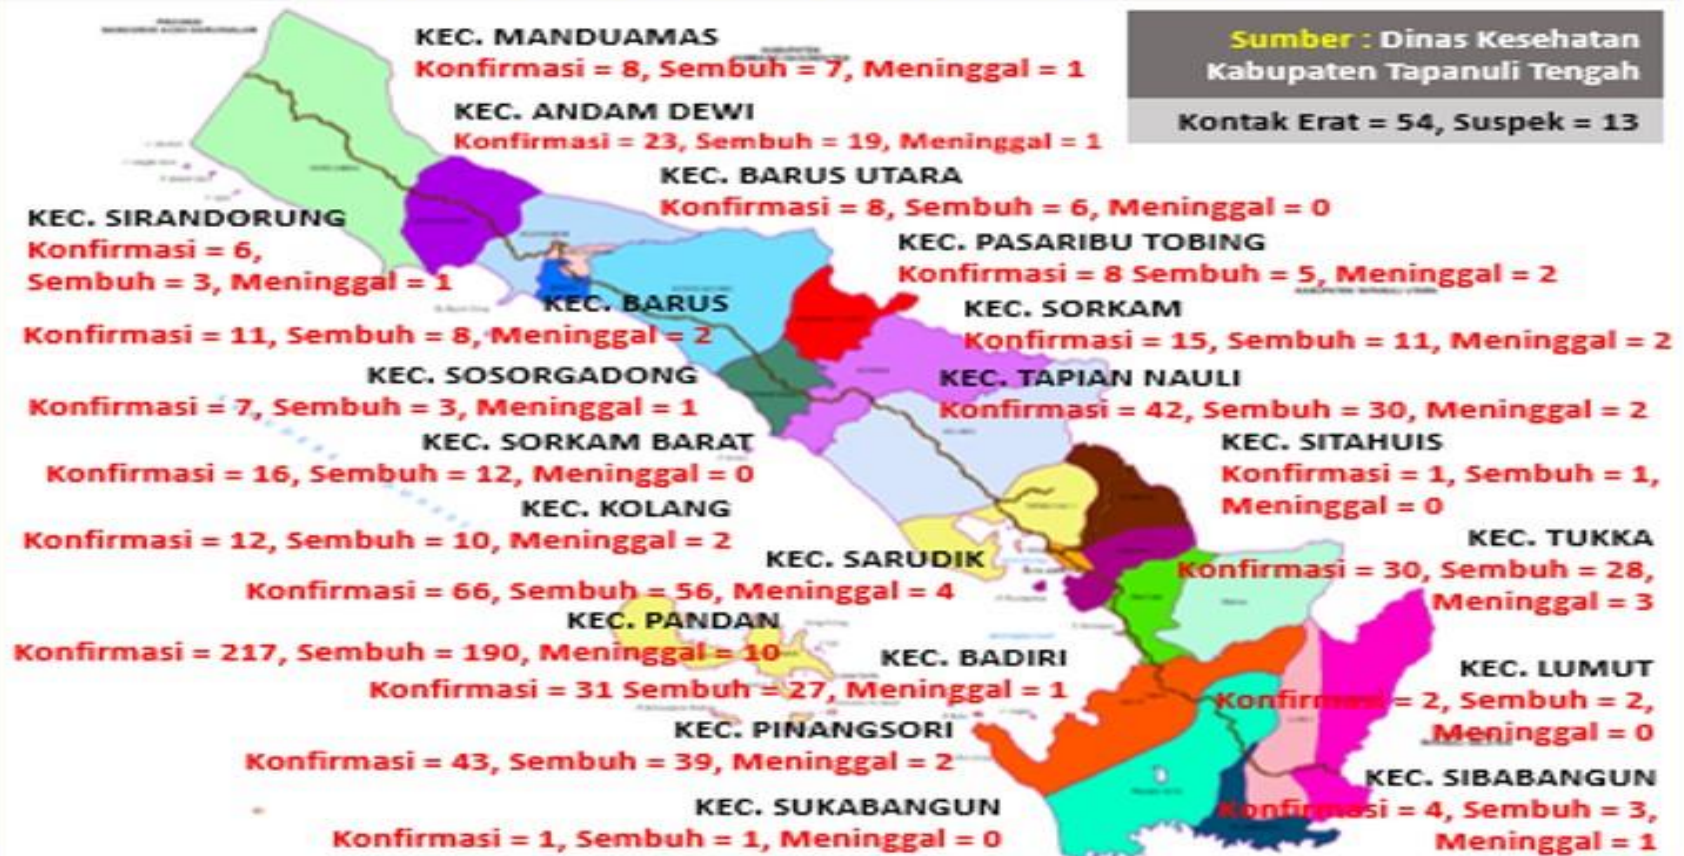 KEC. MANDUAMAS
Konfirmasi = 8, Sembuh = 7, Meninggal = 1
Sumber : Dinas Kesehatan
Kabupaten Tapanuli Tengah
Kontak Erat = 54, Suspek = 13
KEC. ANDAM DEWI
Konfirmasi = 23, Sembuh = 19, Meninggal = 1
KEC. BARUS UTARA
Konfirmasi = 8, Sembuh = 6, Meninggal = 0
KEC. SIRANDORUNG
Konfirmasi = 6,
Sembuh = 3, Meninggal = 1
KEC. PASARIBU TOBING
Konfirmasi = 8 Sembuh = 5, Meninggal = 2
KEC. BARUS
Konfirmasi = 11, Sembuh = 8, Meninggal = 2
KEC. SORKAM
Konfirmasi = 15, Sembuh = 11, Meninggal = 2
KEC. SOSORGADONG
Konfirmasi = 7, Sembuh = 3, Meninggal = 1
KEC. TAPIAN NAULI
Konfirmasi = 42, Sembuh = 30, Meninggal = 2
KEC. SORKAM BARAT
Konfirmasi = 16, Sembuh = 12, Meninggal = 0
KEC. SITAHUIS
Konfirmasi = 1, Sembuh = 1,
Meninggal = 0
KEC. KOLANG
Konfirmasi = 12, Sembuh = 10, Meninggal = 2
KEC. SARUDIK
Konfirmasi = 66, Sembuh = 56, Meninggal = 4
KEC. TUKKA
Konfirmasi = 30, Sembuh = 28,
Meninggal = 3
KEC. PANDAN
Konfirmasi = 217, Sembuh = 190, Meninggal = 10
KEC. BADIRI
Konfirmasi = 31 Sembuh = 27, Meninggal = 1
KEC. LUMUT
Konfirmasi = 2, Sembuh = 2,
Meninggal = 0
KEC. PINANGSORI
Konfirmasi = 43, Sembuh = 39, Meninggal = 2
KEC. SIBABANGUN
Konfirmasi = 4, Sembuh = 3,
Meninggal = 1
KEC. SUKABANGUN
Konfirmasi = 1, Sembuh = 1, Meninggal = 0